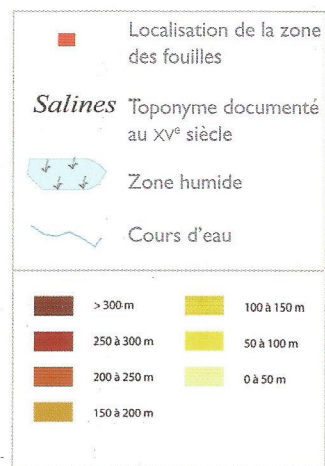 Localisation de la zone
des fouilles
Salines Toponyme documenté
au XVe siècle
Zone humide
Cours d'eau
> 300 m
250 à 300 m
200 à 250 m
150 à 200 m
100 à 150 m
50 à 100 m
0 à 50 m